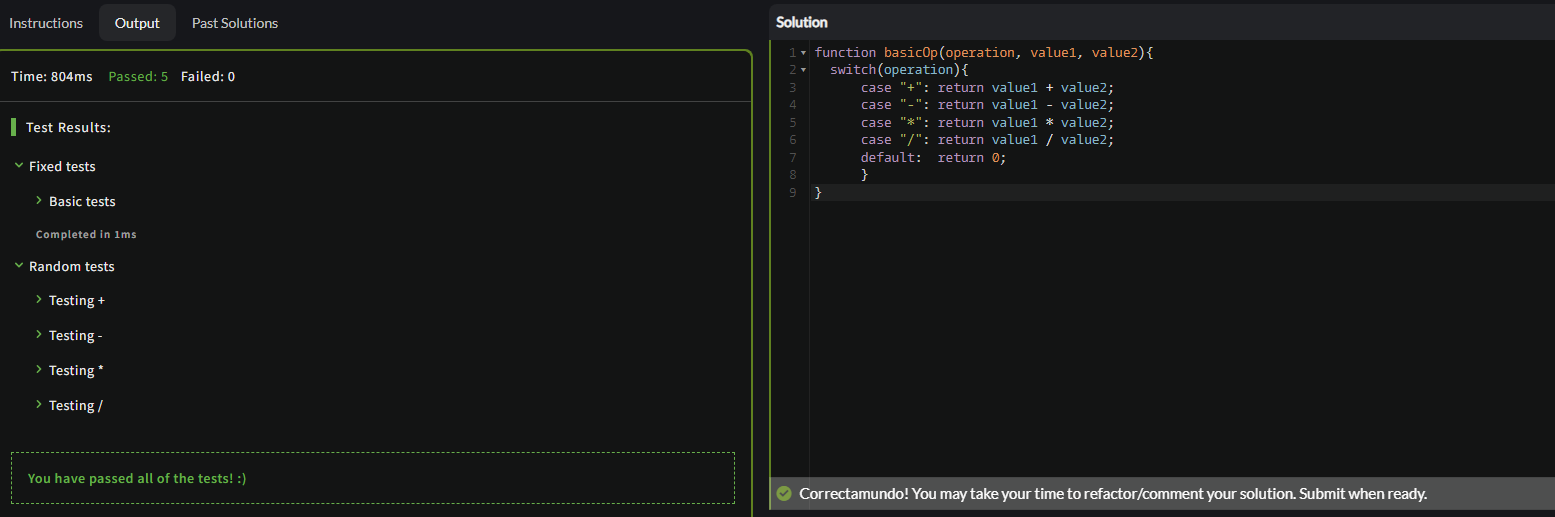 Instructions Output Past Solutions
Time: 804ms Passed: 5 Failed: 0
Test Results:
Fixed tests
Basic tests
Completed in 1ms
Random tests
Testing +
Testing -
Testing *
Testing /
You have passed all of the tests! :)
Solution
1 function basicOp(operation, value1, value2){
2   switch(operation){
3       case "+": return value1 + value2;
4       case "-": return value1 - value2;
5       case "*": return value1 * value2;
6       case "/": return value1 / value2;
7       default:  return 0;
8       }
9 }
Correctamundo! You may take your time to refactor/comment your solution. Submit when ready.